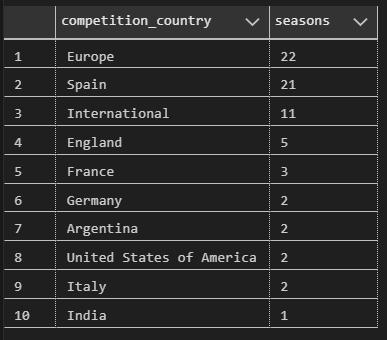 competition_country seasons
1 Europe 22
2 Spain 21
3 International 11
4 England 5
5 France 3
6 Germany 2
7 Argentina 2
8 United States of America 2
9 Italy 2
10 India 1